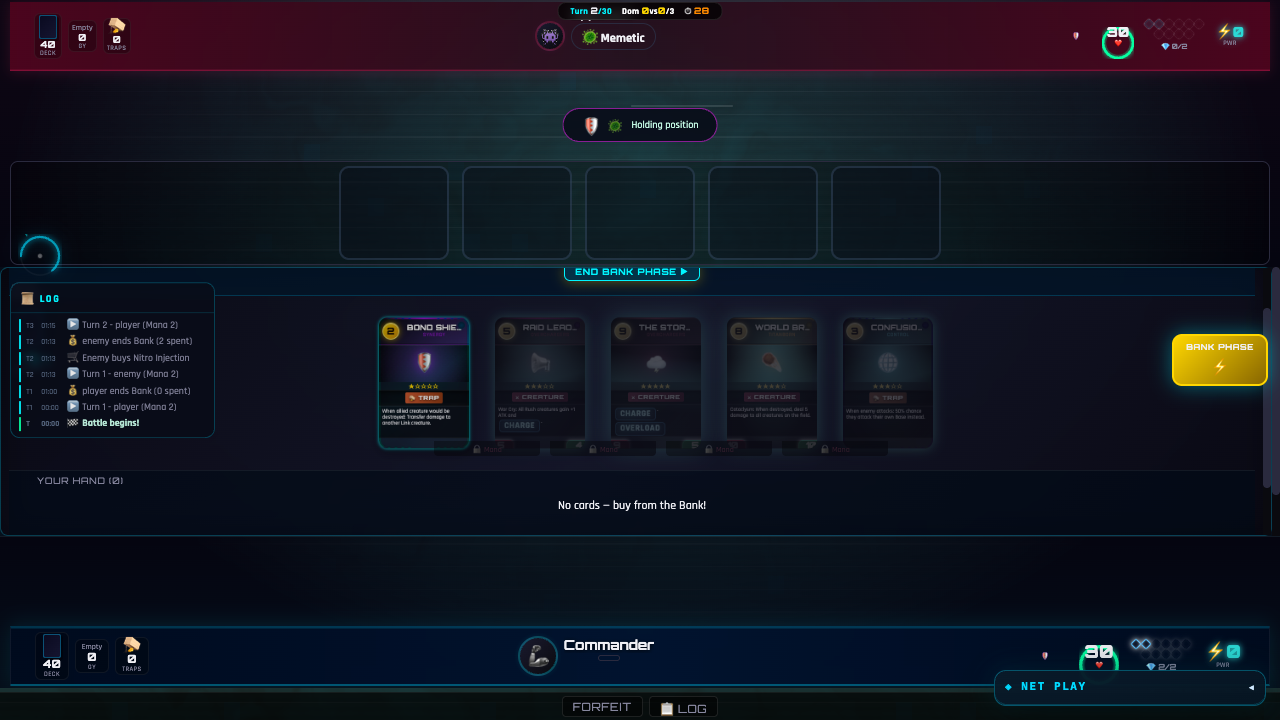 Turn 2/30 Dom 0vs0/3 28
40
DECK
Empty
0
GY
0
TRAPS
Memetic
30
0/2
0
PWR
Holding position
END BANK PHASE ▶
LOG
T3 01:15 Turn 2 - player (Mana 2)
T2 01:13 enemy ends Bank (2 spent)
T2 01:13 Enemy buys Nitro Injection
T2 01:13 Turn 1 - enemy (Mana 2)
T1 01:00 player ends Bank (0 spent)
T1 00:00 Turn 1 - player (Mana 2)
T 00:00 Battle begins!
2 BOND SHIE...
★☆☆☆☆
TRAP
When allied creature would be
destroyed: Transfer damage to
another Link creature.
5 RAID LEAD...
CREATURE
CHARGE
9 THE STOR...
CREATURE
CHARGE
OVERLOAD
8 WORLD BR...
CREATURE
3 CONFUSIO...
TRAP
BANK PHASE
YOUR HAND (0)
No cards – buy from the Bank!
40
DECK
Empty
0
GY
0
TRAPS
Commander
30
2/2
0
PWR
NET PLAY
FORFEIT
LOG